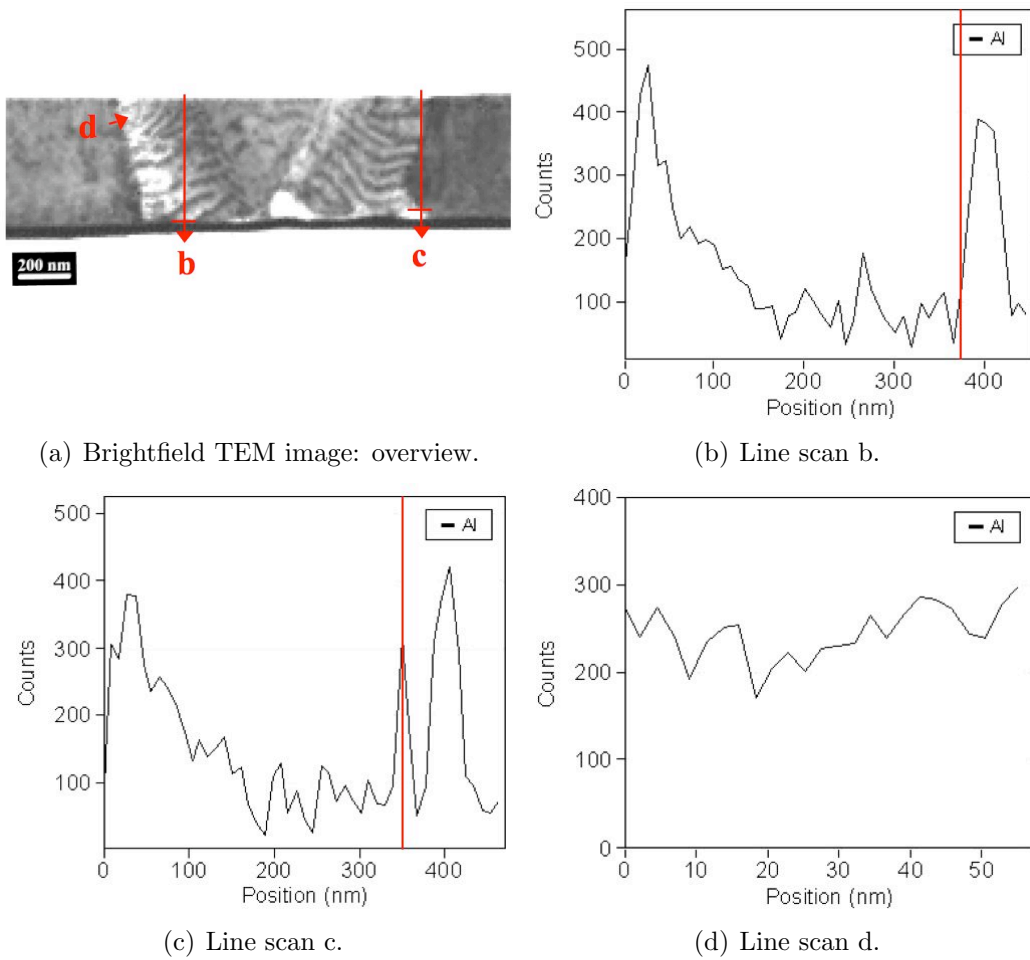 d
b
c
200 nm
(a) Brightfield TEM image: overview.
Al
500
400
300
200
100
Counts
0 100 200 300 400
Position (nm)
(b) Line scan b.
Al
500
400
300
200
100
Counts
0 100 200 300 400
Position (nm)
(c) Line scan c.
Al
400
300
200
100
0
Counts
0 10 20 30 40 50
Position (nm)
(d) Line scan d.